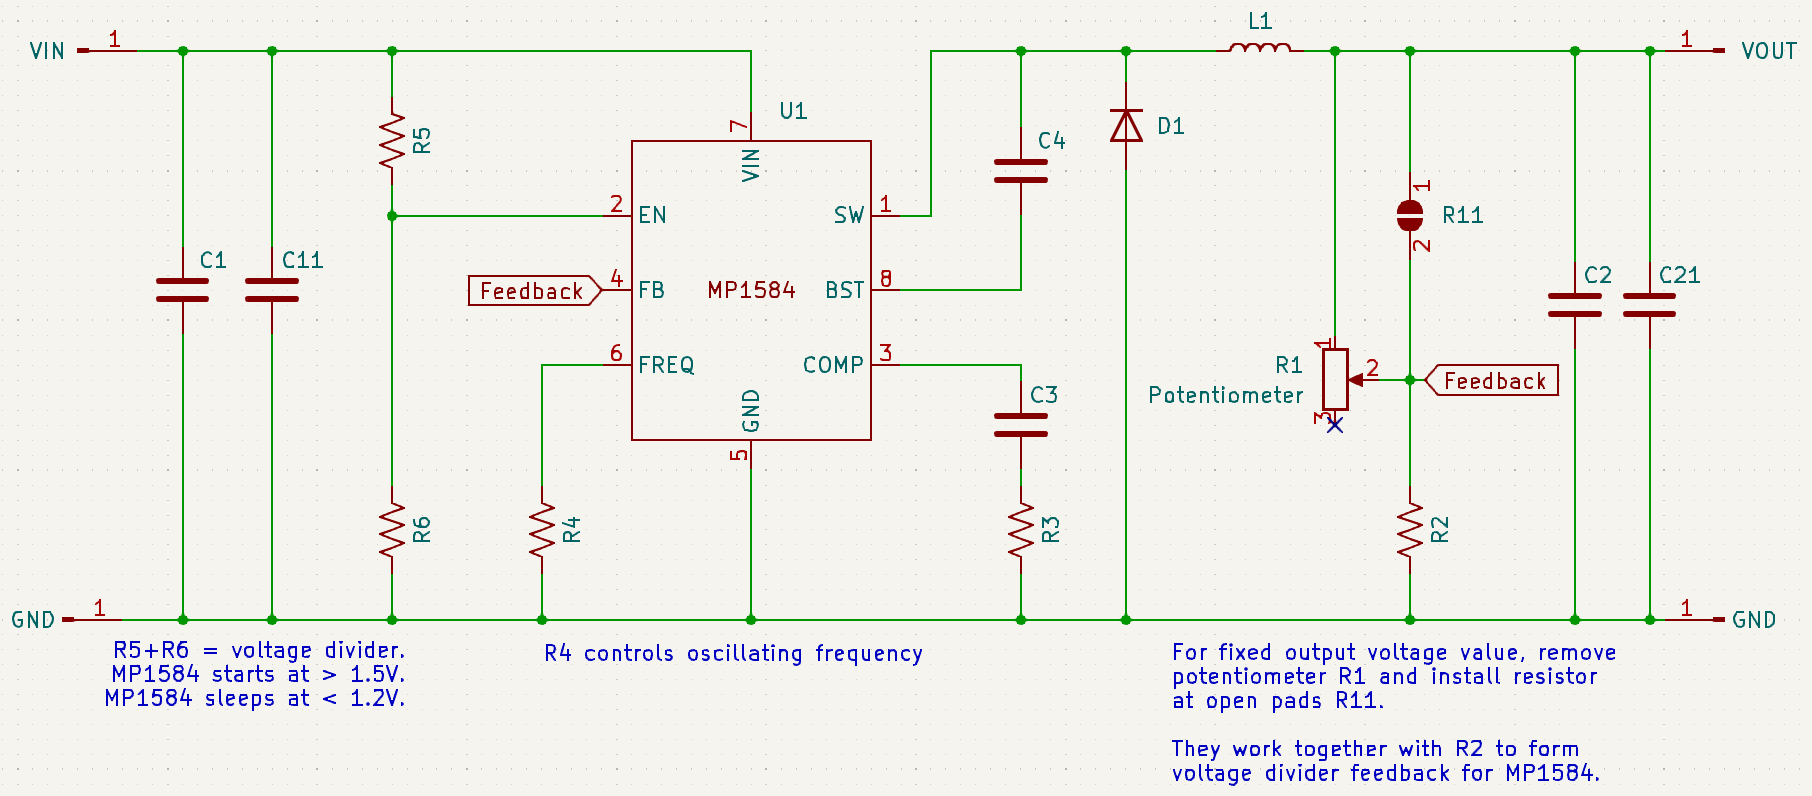 L1
VIN
1
1
VOUT
U1
7
R5
VIN
C4
D1
2
EN
SW
1
1
R11
2
C1
C11
Feedback
4
FB
MP1584
BST
8
C2
C21
6
FREQ
COMP
3
GND
5
C3
R1
Potentiometer
1
2
3
Feedback
R6
R4
R3
R2
GND
1
1
GND
R5+R6 = voltage divider.
MP1584 starts at > 1.5V.
MP1584 sleeps at < 1.2V.
R4 controls oscillating frequency
For fixed output voltage value, remove
potentiometer R1 and install resistor
at open pads R11.
They work together with R2 to form
voltage divider feedback for MP1584.